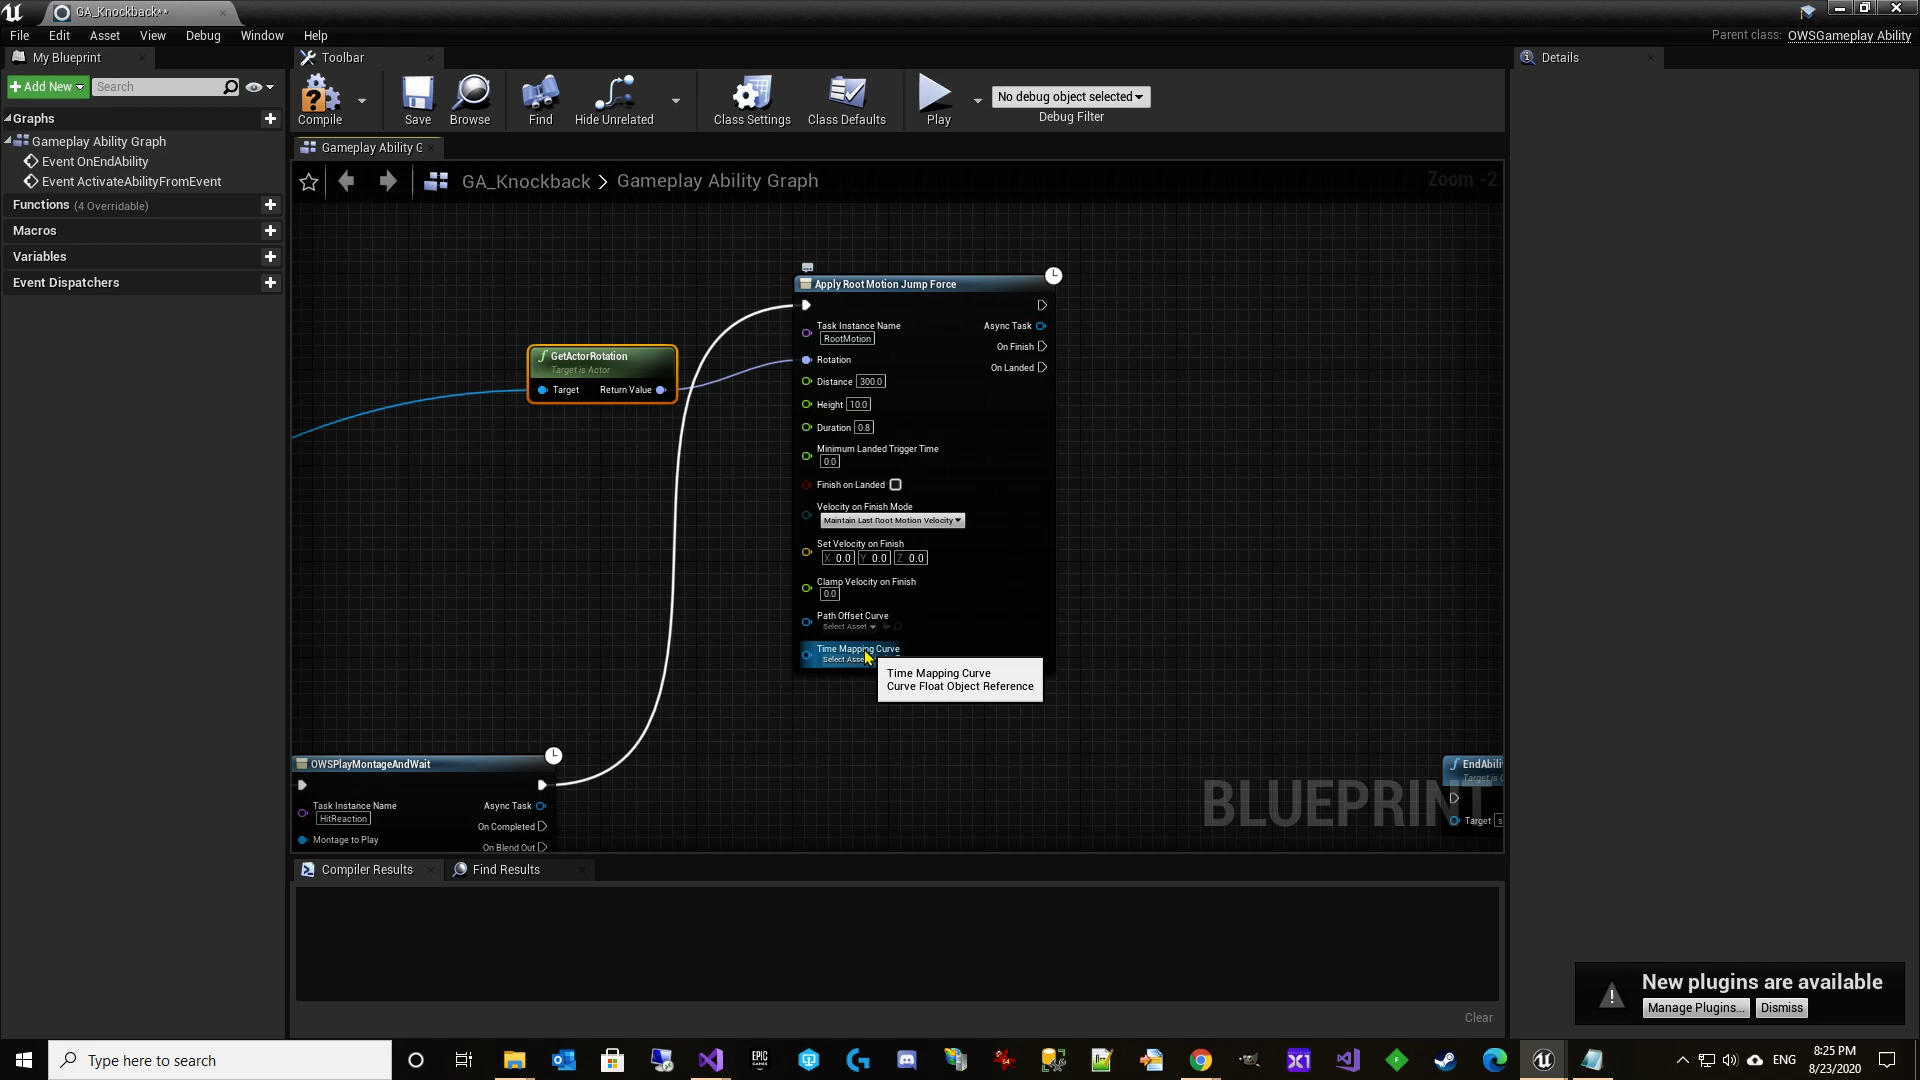 GA_Knockback**
File Edit Asset View Debug Window Help
Parent class: OWSGameplay Ability
My Blueprint
Toolbar
Details
+ Add New
Search
Compile
Save
Browse
Find
Hide Unrelated
Class Settings
Class Defaults
Play
No debug object selected
Debug Filter
Graphs
Gameplay Ability Graph
Event OnEndAbility
Event ActivateAbilityFromEvent
Functions (4 Overridable)
Macros
Variables
Event Dispatchers
Gameplay Ability G
GA_Knockback > Gameplay Ability Graph
Zoom -2
GetActorRotation
Target is Actor
Target Return Value
Apply Root Motion Jump Force
Task Instance Name
RootMotion
Async Task
On Finish
On Landed
Rotation
Distance 300.0
Height 10.0
Duration 0.8
Minimum Landed Trigger Time
0.0
Finish on Landed
Velocity on Finish Mode
Maintain Last Root Motion Velocity
Set Velocity on Finish
X 0.0 Y 0.0 Z 0.0
Clamp Velocity on Finish
0.0
Path Offset Curve
Select Asset
Time Mapping Curve
Select Asse
Time Mapping Curve
Curve Float Object Reference
OWSPlayMontageAndWait
Task Instance Name
HitReaction
Montage to Play
Async Task
On Completed
On Blend Out
EndAbili
Target is
Target s
BLUEPRINT
Compiler Results
Find Results
Clear
New plugins are available
Manage Plugins...
Dismiss
Type here to search
EPIC GAMES
ENG
8:25 PM
8/23/2020